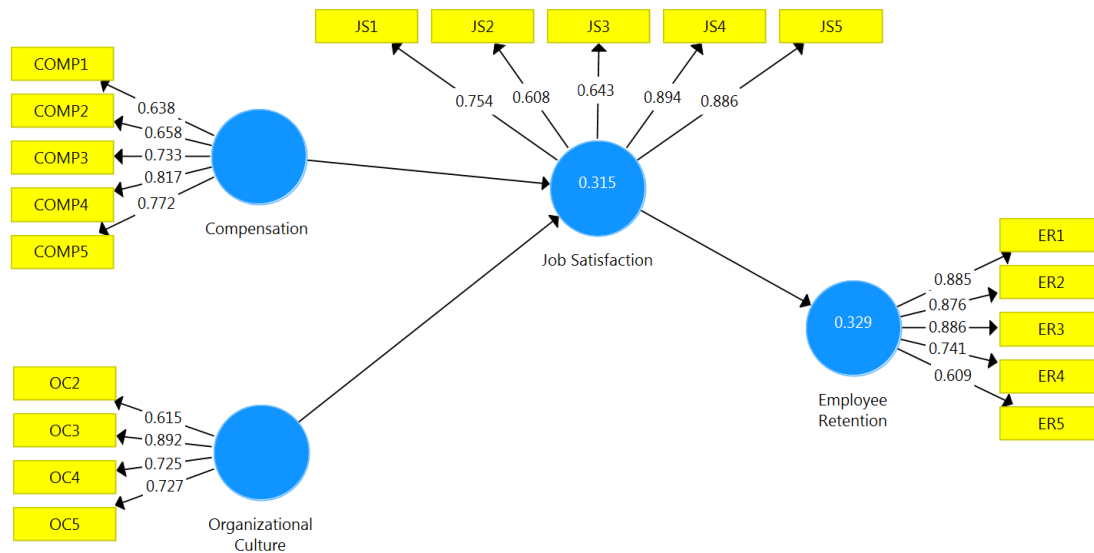 JS1
JS2
JS3
JS4
JS5
0.754
0.608
0.643
0.894
0.886
COMP1
COMP2
COMP3
COMP4
COMP5
0.638
0.658
0.733
0.817
0.772
Compensation
0.315
Job Satisfaction
OC2
OC3
OC4
OC5
0.615
0.892
0.725
0.727
Organizational
Culture
0.329
Employee
Retention
0.885
0.876
0.886
0.741
0.609
ER1
ER2
ER3
ER4
ER5